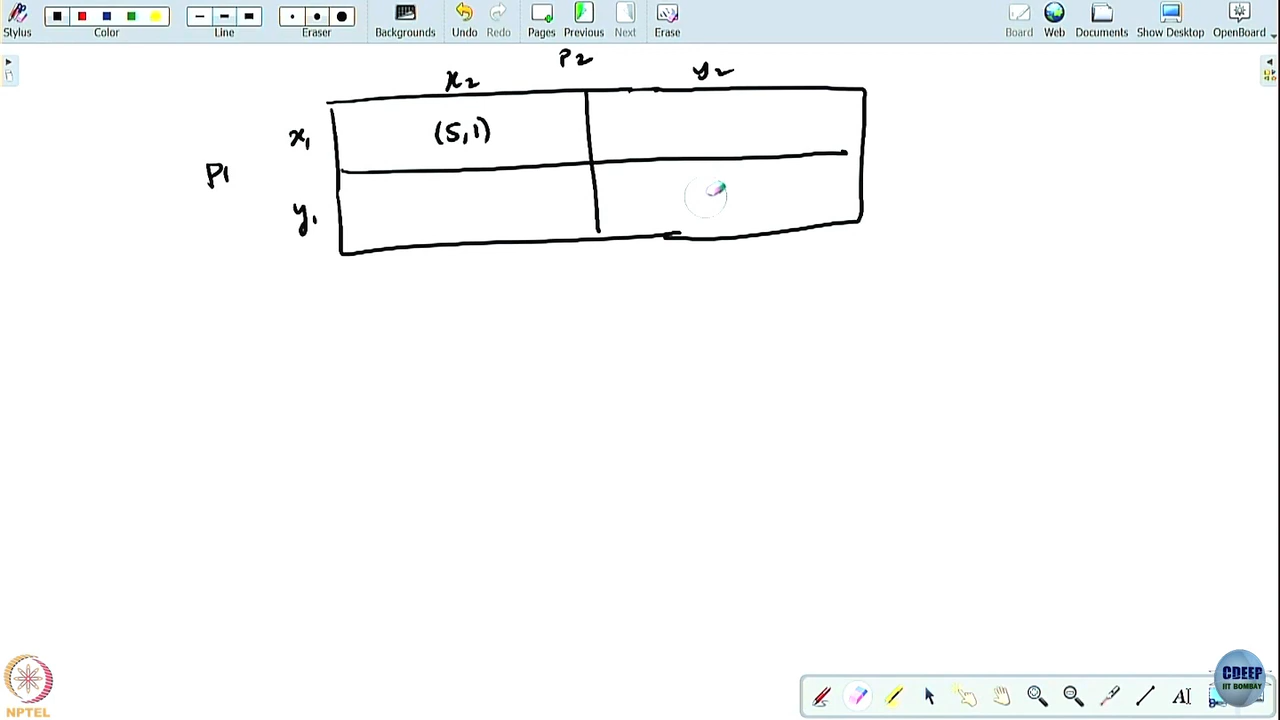 Stylus Color Line Eraser Backgrounds Undo Redo Pages Previous Next Erase Board Web Documents Show Desktop OpenBoard
P2
x2 y2
x1 (5,1)
P1
y1
CDEEP
IIT BOMBAY
NPTEL